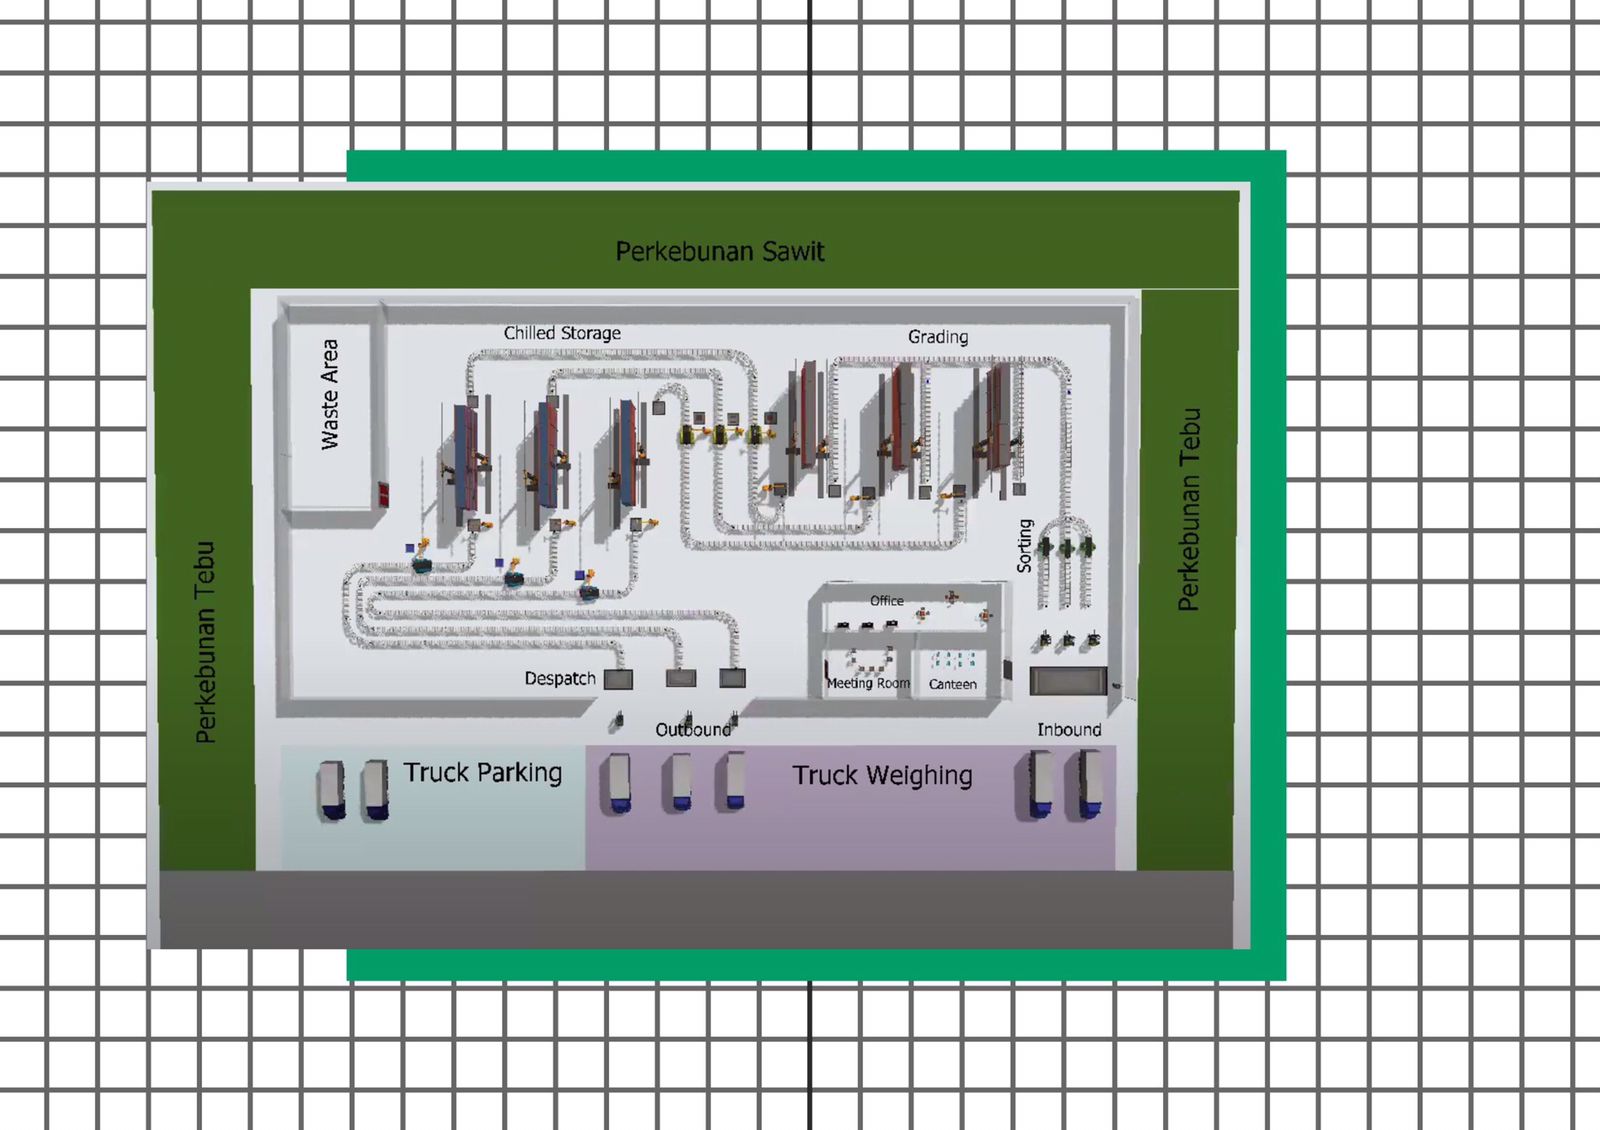 Perkebunan Sawit
Chilled Storage
Grading
Waste Area
Perkebunan Tebu
Sorting
Perkebunan Tebu
Office
Meeting Room
Canteen
Despatch
Outbound
Inbound
Truck Parking
Truck Weighing